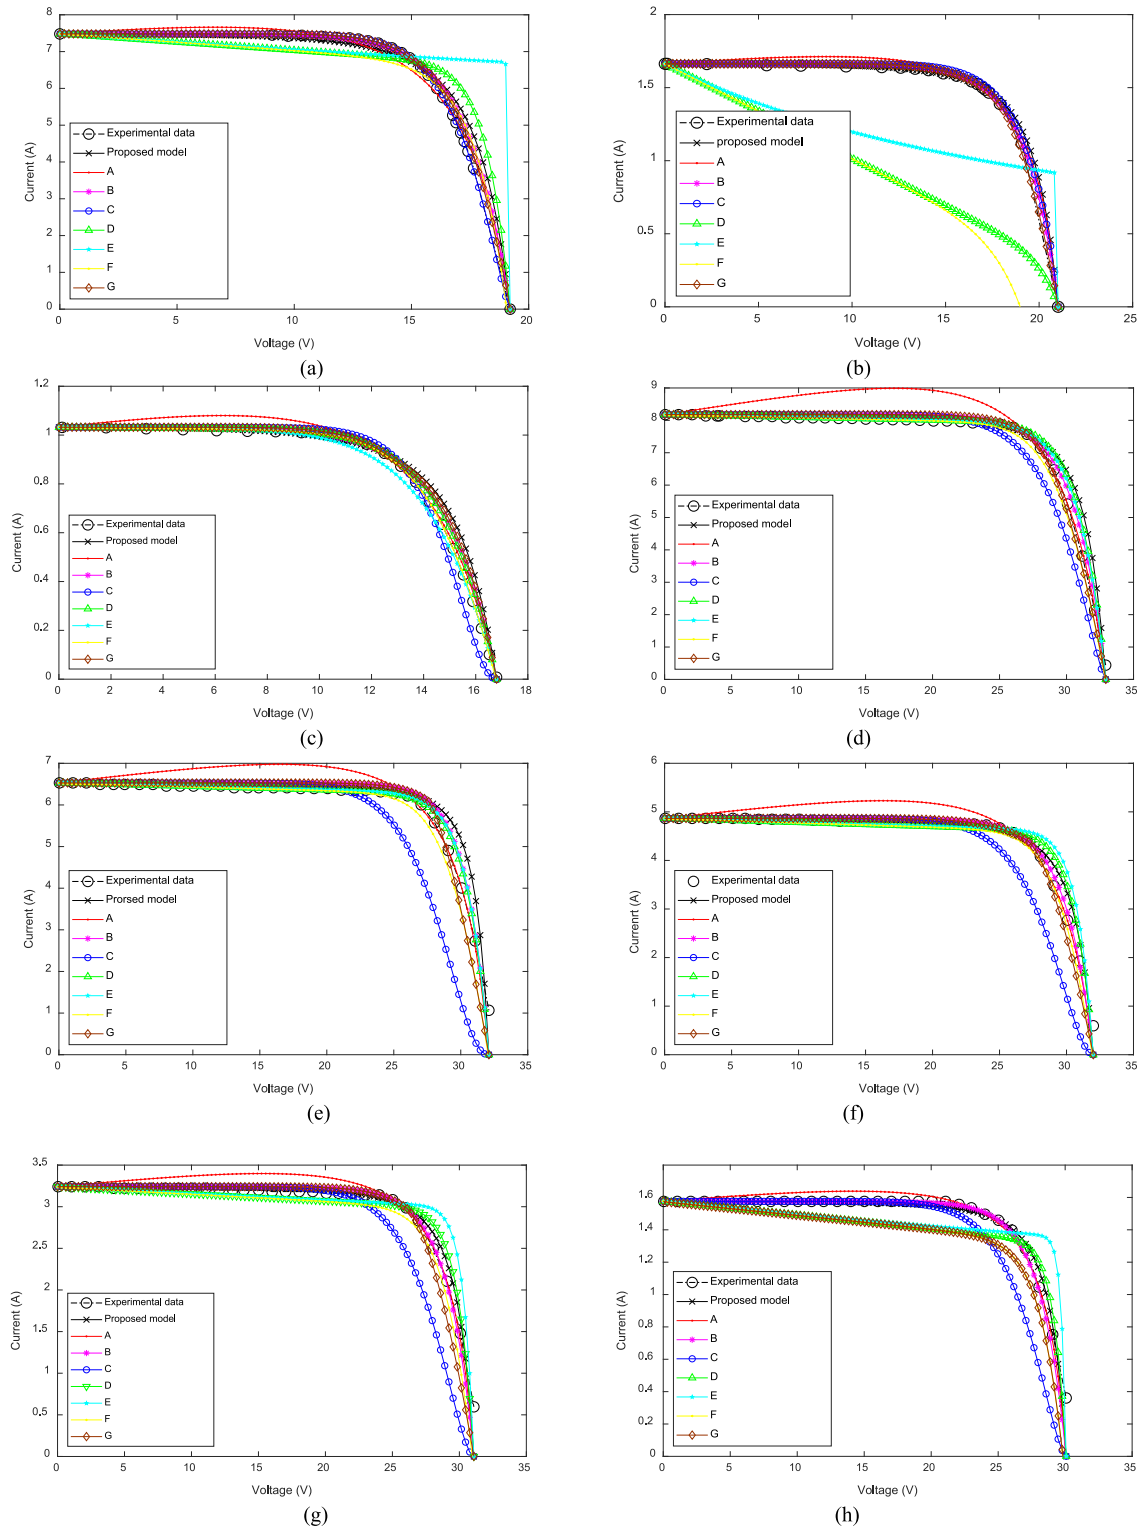 8
7
6
5
4
3
2
1
0
Current (A)
Experimental data
Proposed model
A
B
C
D
E
F
G
0 5 10 15 20
Voltage (V)
(a)
2
1.5
1
0.5
0
Current (A)
Experimental data
proposed model
A
B
C
D
E
F
G
0 5 10 15 20 25
Voltage (V)
(b)
1.2
1
0.8
0.6
0.4
0.2
0
Current (A)
Experimental data
Proposed model
A
B
C
D
E
F
G
0 2 4 6 8 10 12 14 16 18
Voltage (V)
(c)
9
8
7
6
5
4
3
2
1
0
Current (A)
Experimental data
Proposed model
A
B
C
D
E
F
G
0 5 10 15 20 25 30 35
Voltage (V)
(d)
7
6
5
4
3
2
1
0
Current (A)
Experimental data
Prorsed model
A
B
C
D
E
F
G
0 5 10 15 20 25 30 35
Voltage (V)
(e)
6
5
4
3
2
1
0
Current (A)
Experimental data
Proposed model
A
B
C
D
E
F
G
0 5 10 15 20 25 30 35
Voltage (V)
(f)
3.5
3
2.5
2
1.5
1
0.5
0
Current (A)
Experimental data
Proposed model
A
B
C
D
E
F
G
0 5 10 15 20 25 30 35
Voltage (V)
(g)
1.8
1.6
1.4
1.2
1
0.8
0.6
0.4
0.2
0
Current (A)
Experimental data
Proposed model
A
B
C
D
E
F
G
0 5 10 15 20 25 30 35
Voltage (V)
(h)